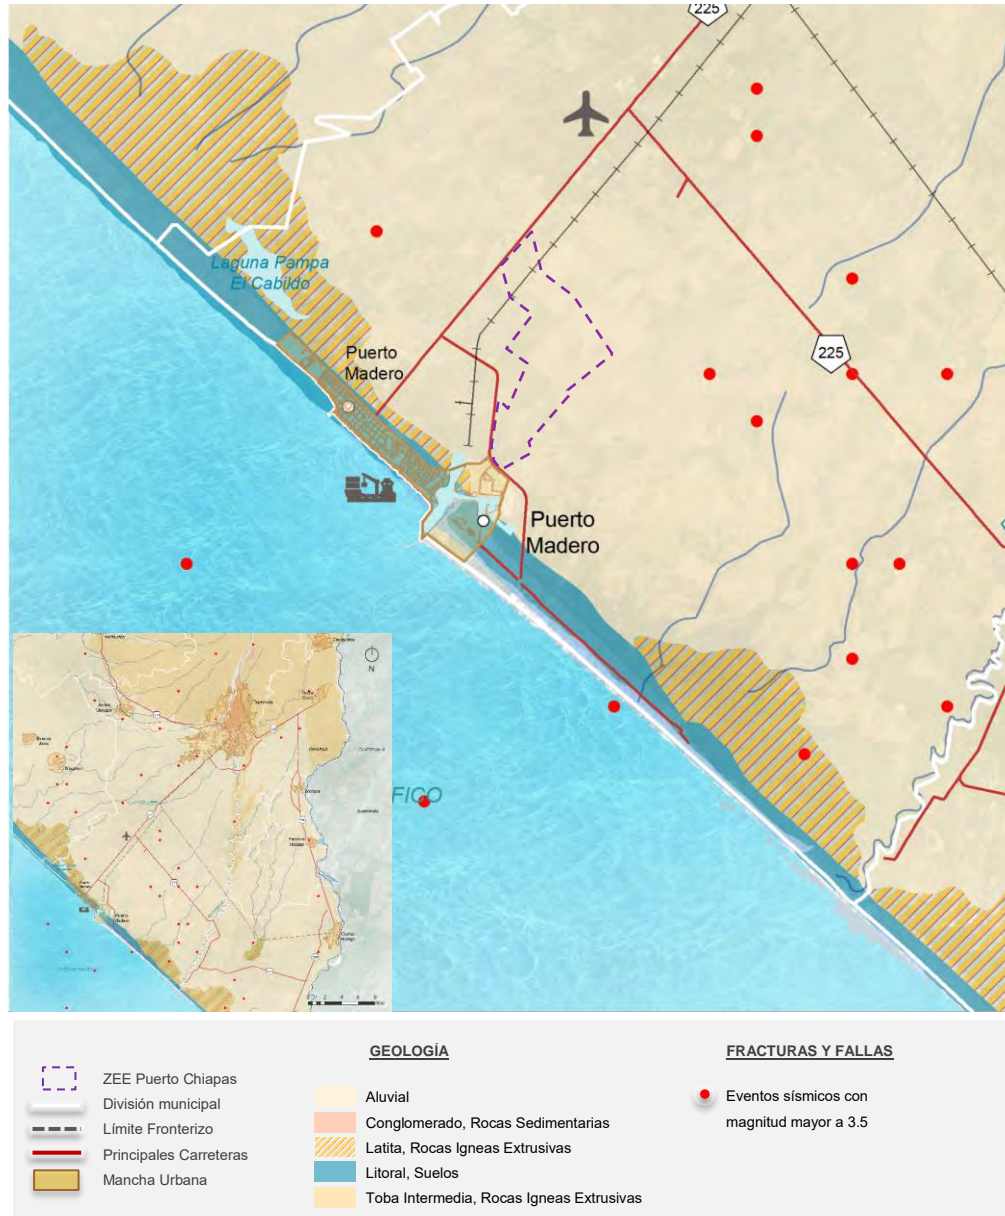 225
Laguna Pampa
El Cabildo
Puerto
Madero
225
Puerto
Madero
FICO
Tapachula
N
GEOLOGÍA
FRACTURAS Y FALLAS
ZEE Puerto Chiapas
División municipal
Límite Fronterizo
Principales Carreteras
Mancha Urbana
Aluvial
Conglomerado, Rocas Sedimentarias
Latita, Rocas Igneas Extrusivas
Litoral, Suelos
Toba Intermedia, Rocas Igneas Extrusivas
Eventos sísmicos con
magnitud mayor a 3.5